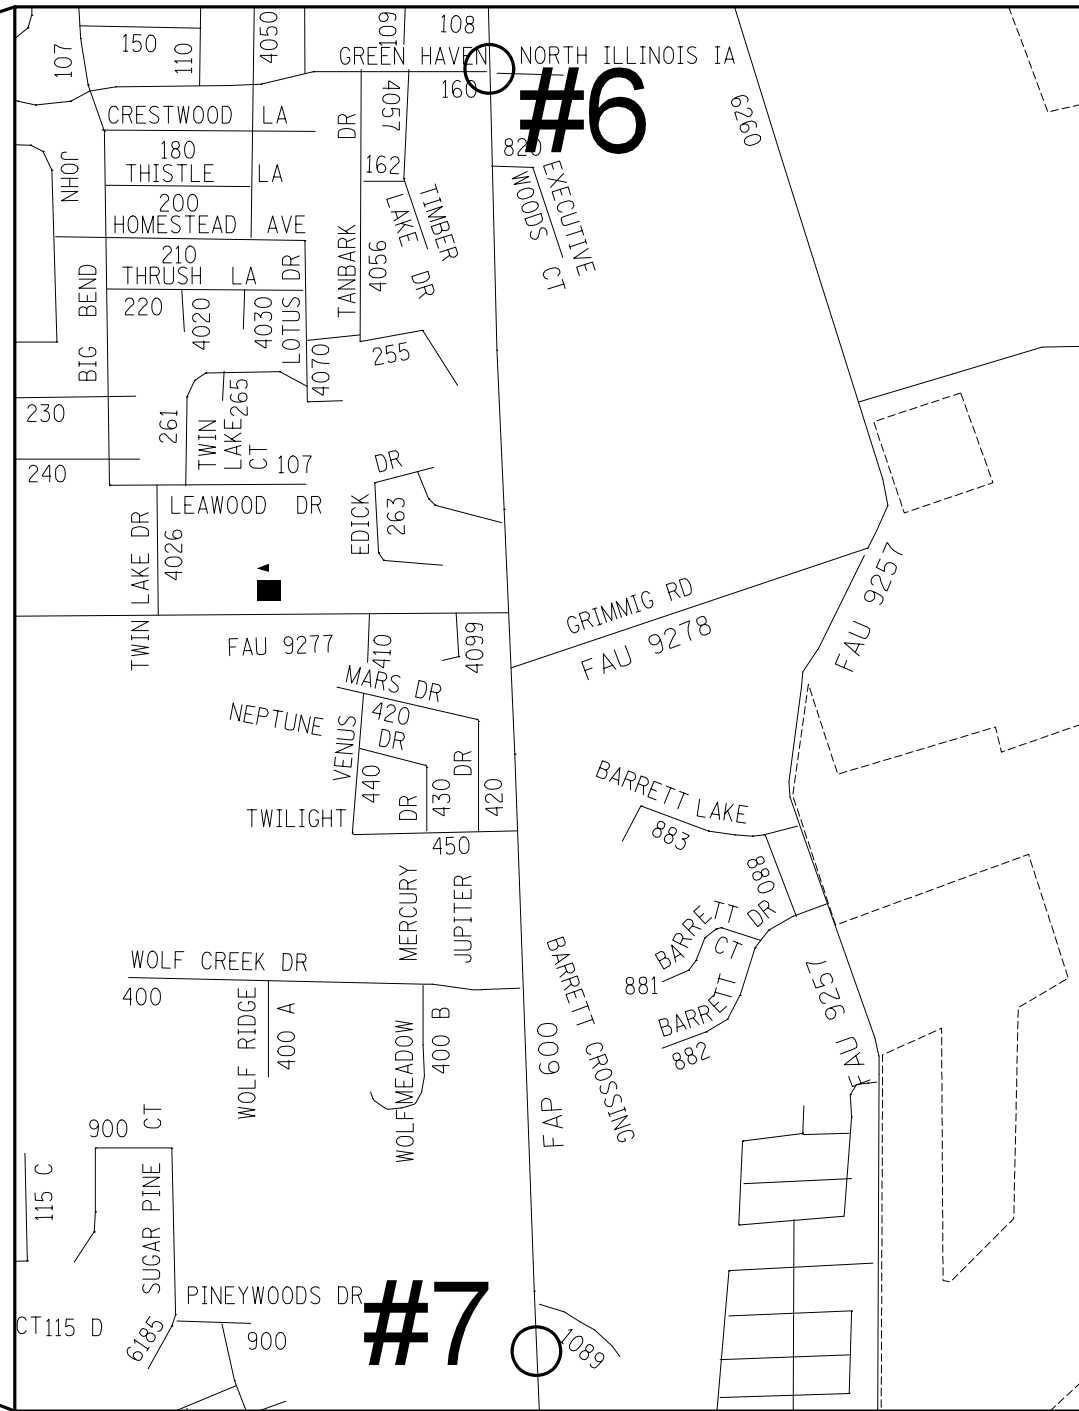 108
601
4050
150
107
110
GREEN HAVEN
NORTH ILLINOIS
160
#6
6260
CRESTWOOD LA
4057
DR
820
180
THISTLE LA
162
JOHN
200
HOMESTEAD AVE
TIMBER
LAKE DR
EXECUTIVE
WOODS CT
210
THRUSH LA
220
4020
4030
LOTUS DR
TANBARK
4056
BIG BEND
4070
255
230
240
261
265
TWIN
LAKE
CT
107
LEAWOOD DR
DR
EDICK
263
TWIN LAKE DR
4026
GRIMMIG RD
FAU 9278
FAU 9257
FAU 9277
410
4099
MARS DR
420
NEPTUNE DR
VENUS
440
DR
430
DR
420
TWILIGHT
450
MERCURY
JUPITER
BARRETT LAKE
883
880
BARRETT DR
CT
881
BARRETT
882
FAU 9257
BARRETT CROSSING
FAP 600
WOLF CREEK DR
400
WOLF RIDGE
400 A
WOLFMEADOW
400 B
900
CT
115 C
SUGAR PINE
PINEYWOODS DR
CT
115 D
6185
900
#7
1089